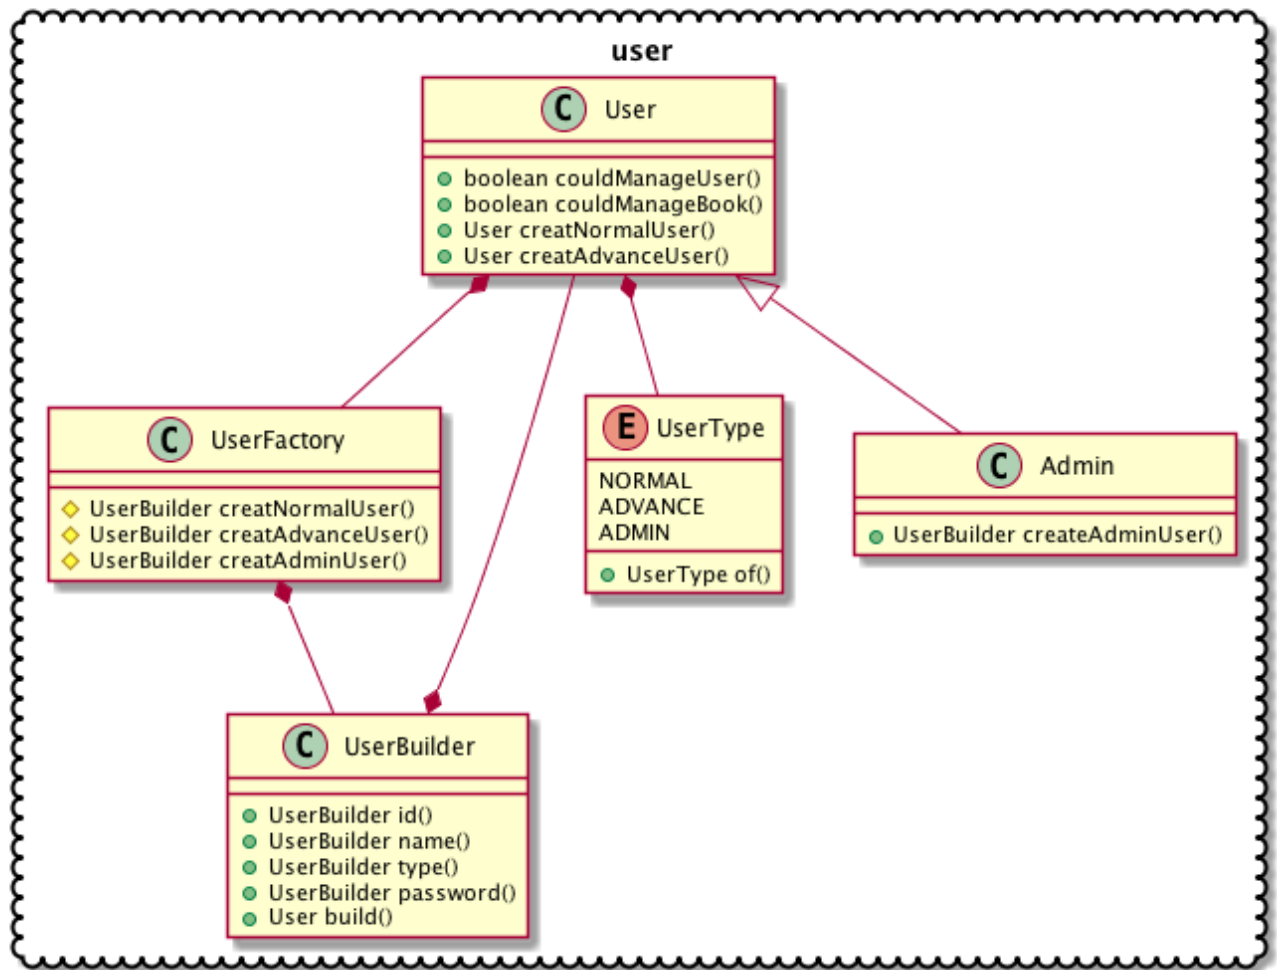 user
C User
boolean couldManageUser()
boolean couldManageBook()
User creatNormalUser()
User creatAdvanceUser()
C UserFactory
UserBuilder creatNormalUser()
UserBuilder creatAdvanceUser()
UserBuilder creatAdminUser()
E UserType
NORMAL
ADVANCE
ADMIN
UserType of()
C Admin
UserBuilder createAdminUser()
C UserBuilder
UserBuilder id()
UserBuilder name()
UserBuilder type()
UserBuilder password()
User build()